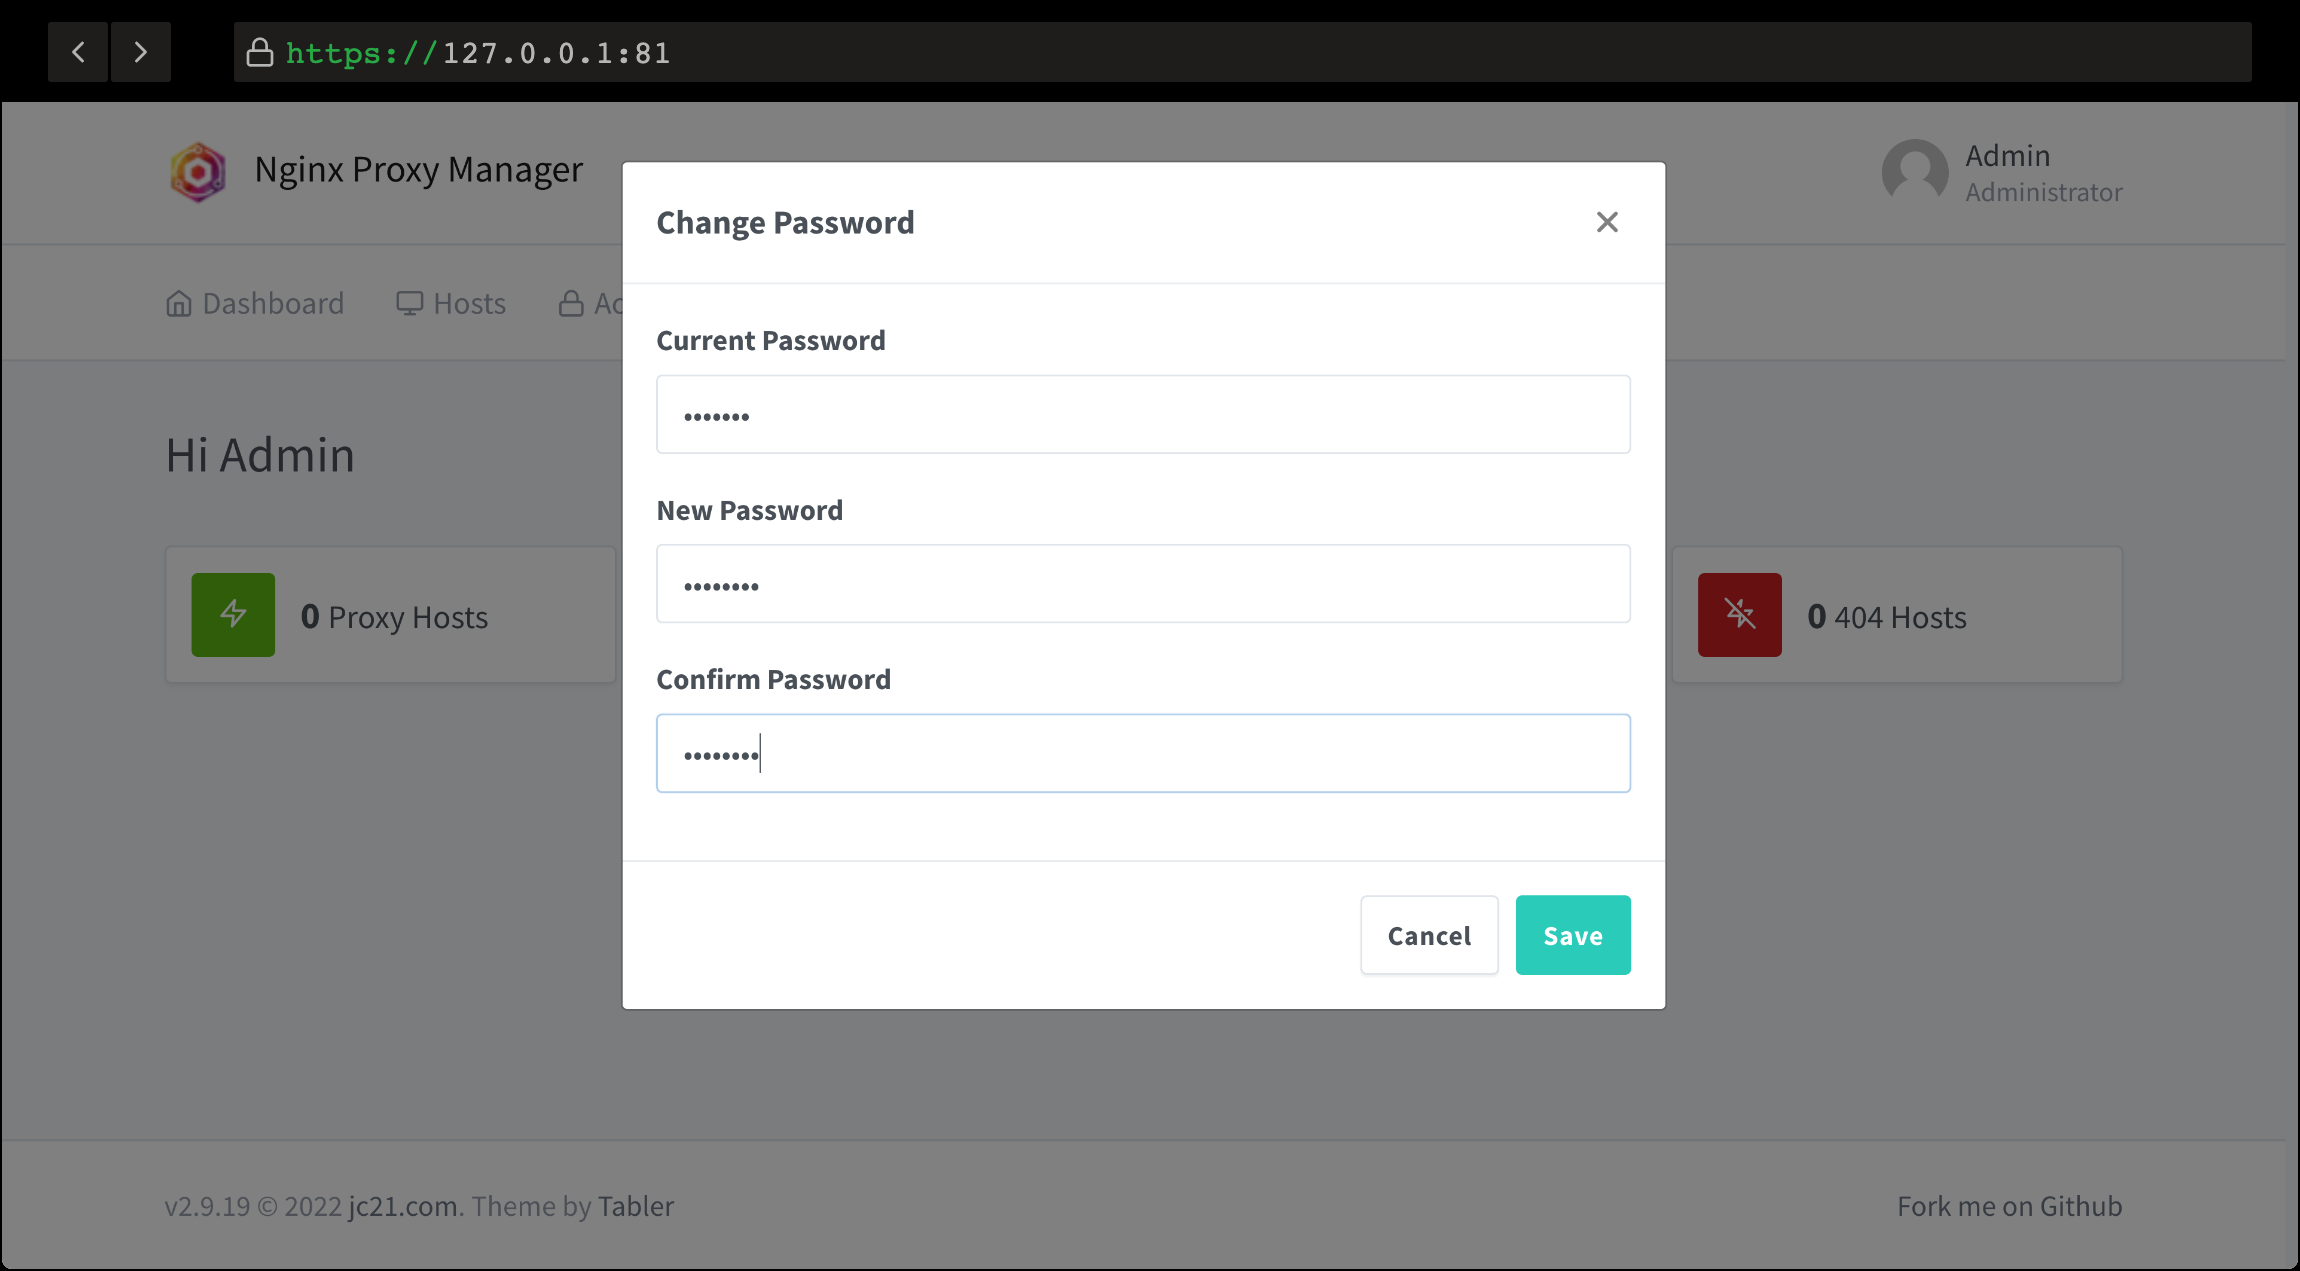 https://127.0.0.1:81
Nginx Proxy Manager
Admin
Administrator
Dashboard
Hosts
Ac
Change Password
Current Password
•••••••
New Password
••••••••
Confirm Password
••••••••
Cancel
Save
Hi Admin
0 Proxy Hosts
0 404 Hosts
v2.9.19 © 2022 jc21.com. Theme by Tabler
Fork me on Github